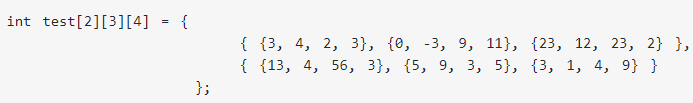 int test[2][3][4] = {
{ {3, 4, 2, 3}, {0, -3, 9, 11}, {23, 12, 23, 2} },
{ {13, 4, 56, 3}, {5, 9, 3, 5}, {3, 1, 4, 9} }
};